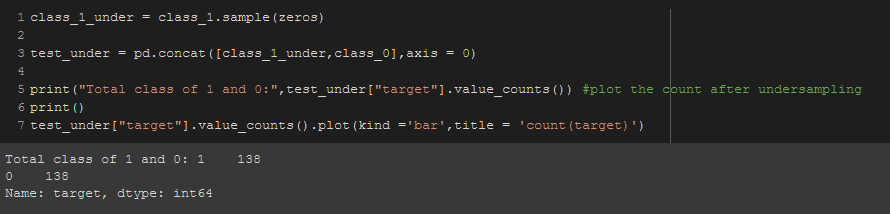 1 class_1_under = class_1.sample(zeros)
2
3 test_under = pd.concat([class_1_under,class_0],axis = 0)
4
5 print("Total class of 1 and 0:",test_under["target"].value_counts()) #plot the count after undersampling
6 print()
7 test_under["target"].value_counts().plot(kind ='bar',title = 'count(target)')
Total class of 1 and 0: 1    138
0    138
Name: target, dtype: int64